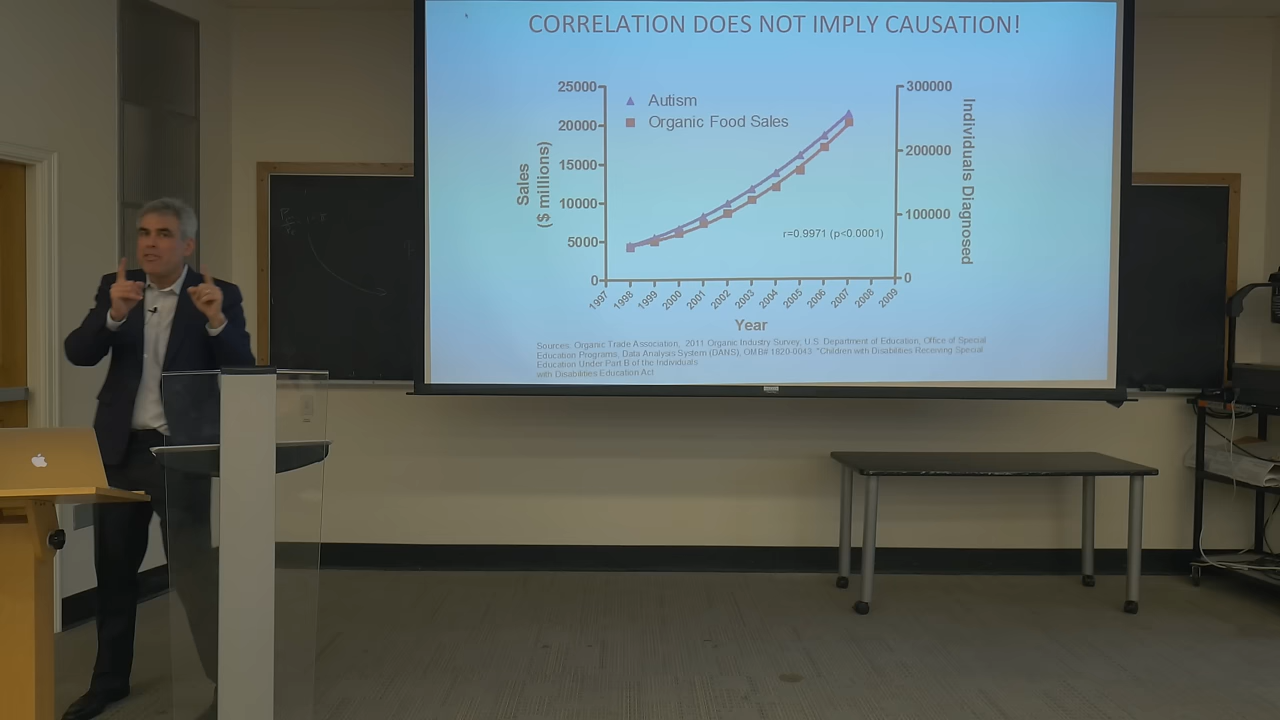 CORRELATION DOES NOT IMPLY CAUSATION!
25000
20000
15000
10000
5000
0
Sales
($ millions)
Autism
Organic Food Sales
r=0.9971 (p<0.0001)
300000
200000
100000
0
Individuals Diagnosed
1997 1998 1999 2000 2001 2002 2003 2004 2005 2006 2007 2008 2009
Year
Sources: Organic Trade Association, 2011 Organic Industry Survey, U.S. Department of Education, Office of Special
Education Programs, Data Analysis System (DANS), OMB# 1820-0043 "Children with Disabilities Receiving Special
Education Under Part B of the Individuals
with Disabilities Education Act